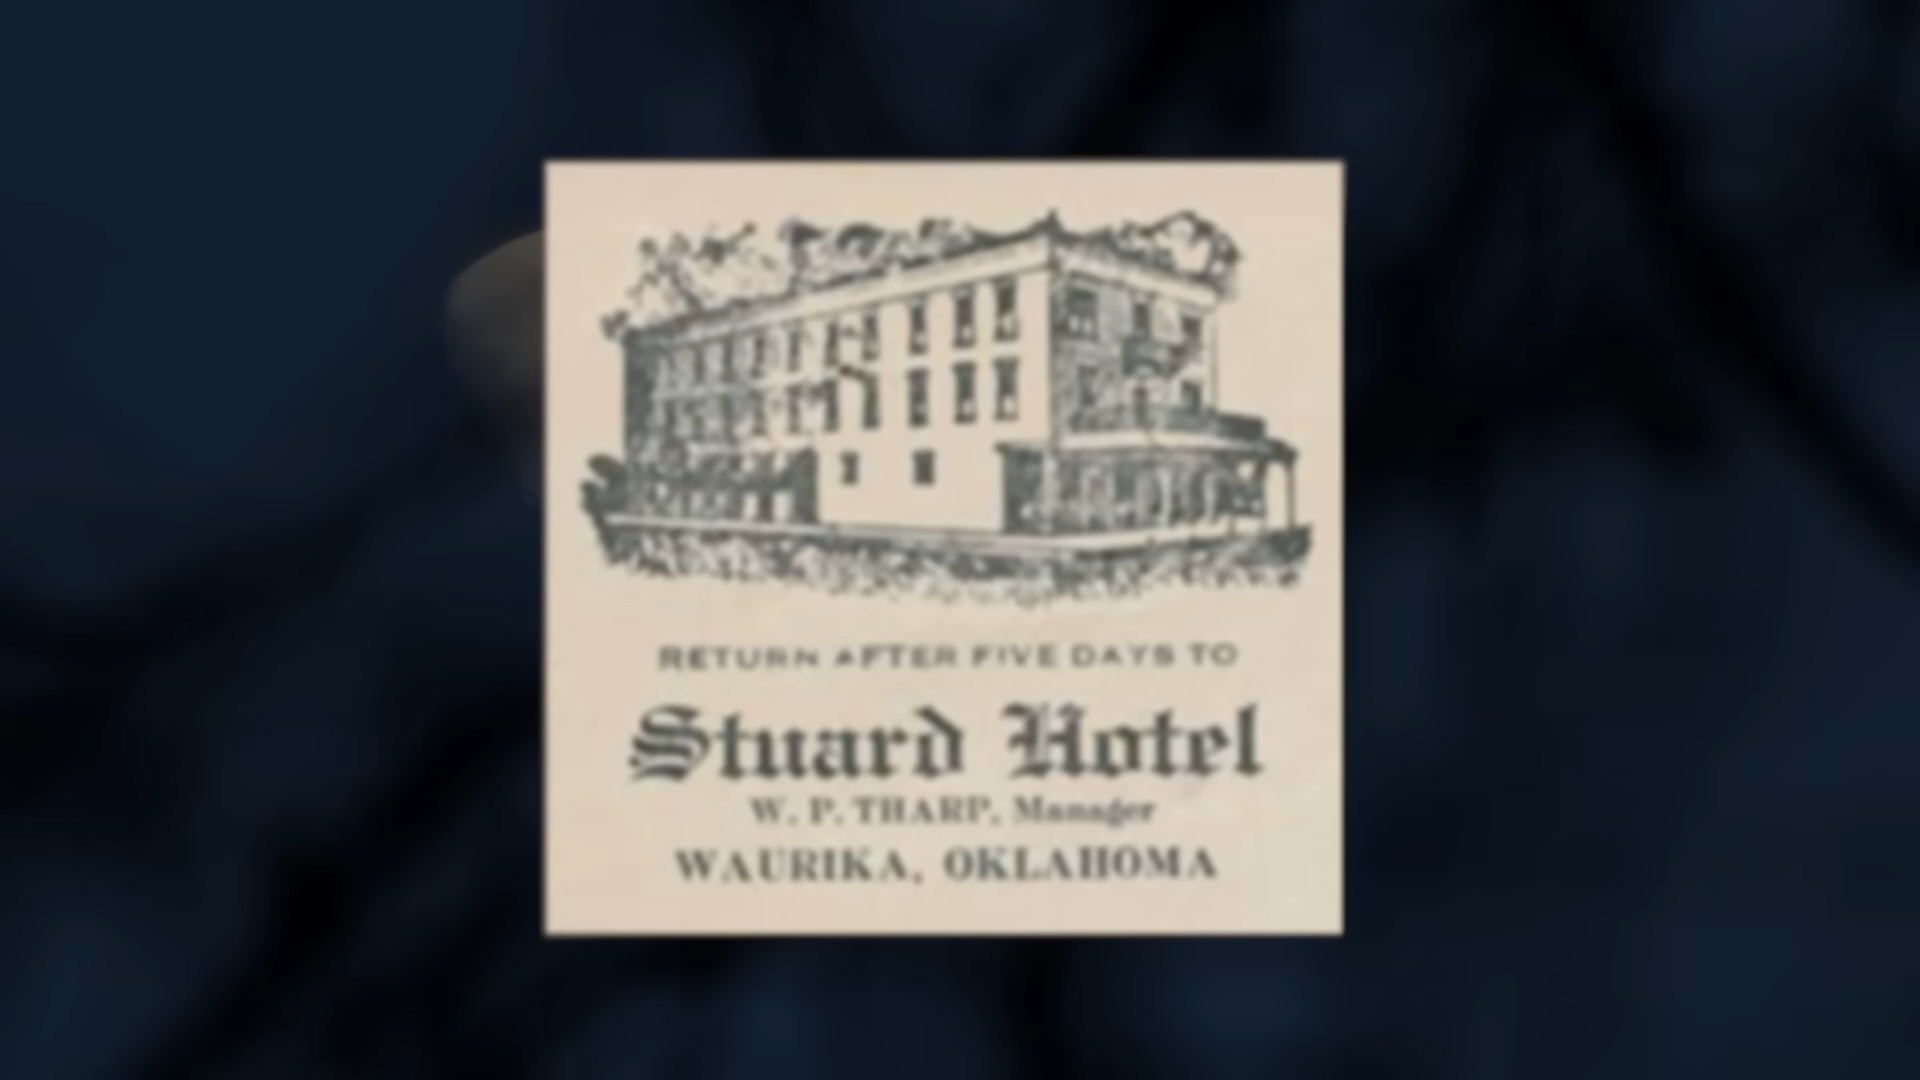 RETURN AFTER FIVE DAYS TO
Stuard Hotel
W. P. THARP, Manager
WAURIKA, OKLAHOMA